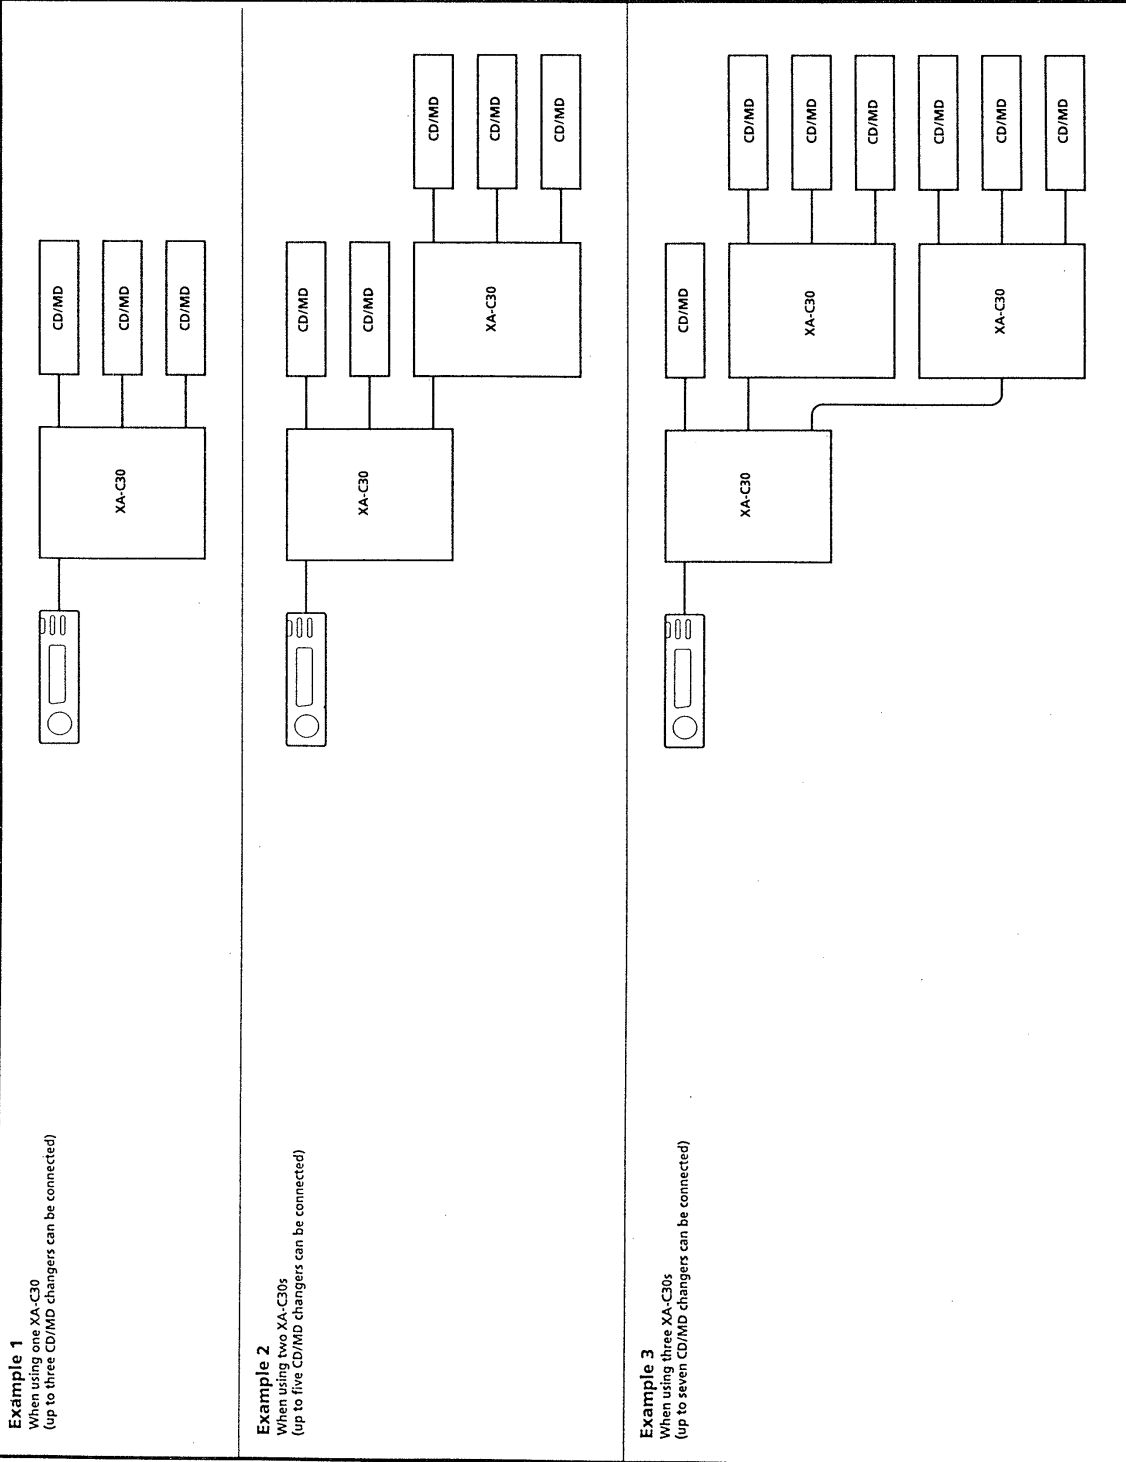 Example 1
When using one XA-C30
(up to three CD/MD changers can be connected)
XA-C30
CD/MD
CD/MD
CD/MD
Example 2
When using two XA-C30s
(up to five CD/MD changers can be connected)
XA-C30
CD/MD
CD/MD
XA-C30
CD/MD
CD/MD
CD/MD
Example 3
When using three XA-C30s
(up to seven CD/MD changers can be connected)
XA-C30
CD/MD
XA-C30
XA-C30
CD/MD
CD/MD
CD/MD
CD/MD
CD/MD
CD/MD